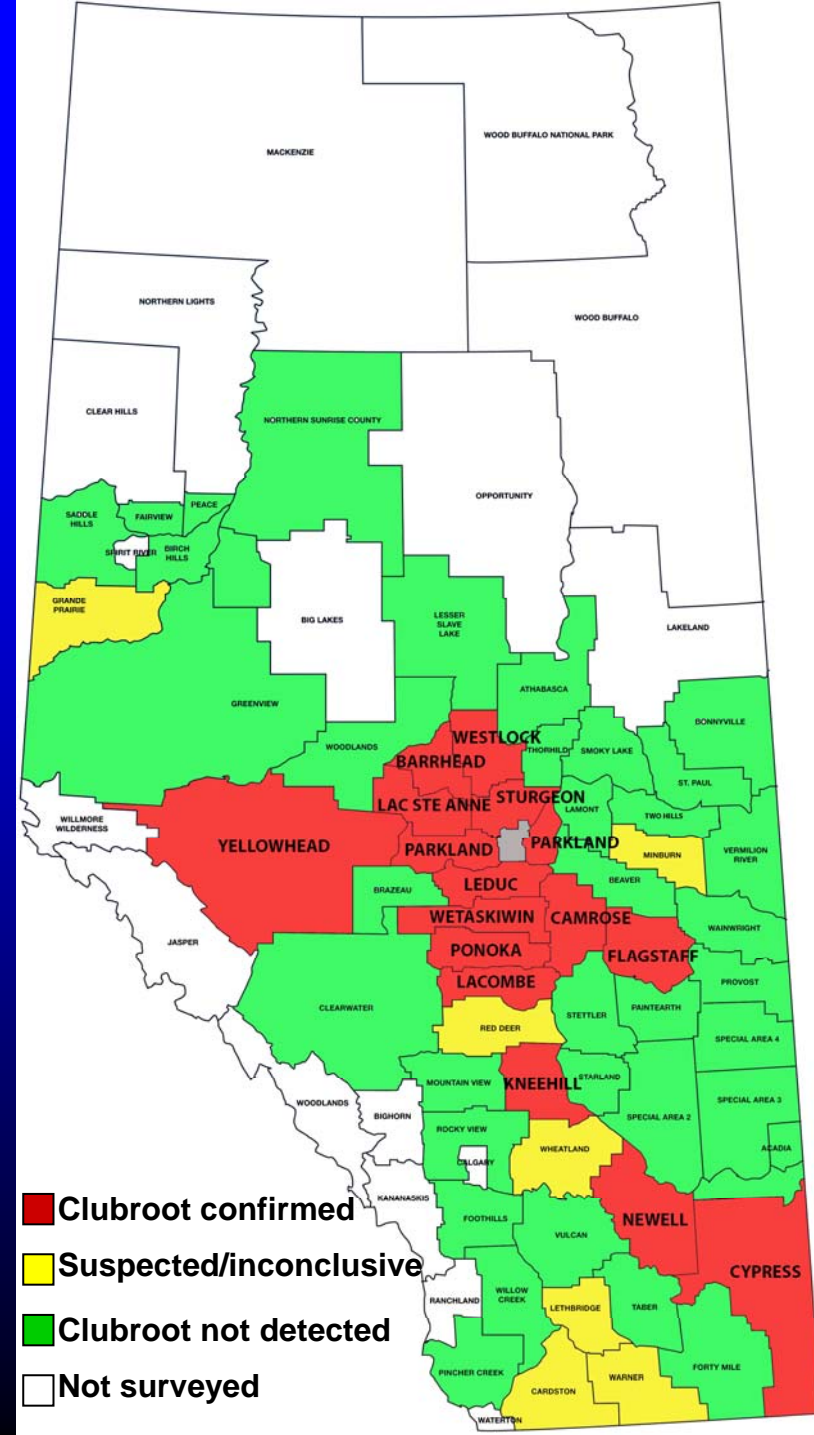 MACKENZIE
WOOD BUFFALO NATIONAL PARK
NORTHERN LIGHTS
WOOD BUFFALO
CLEAR HILLS
NORTHERN SUNRISE COUNTY
OPPORTUNITY
SADDLE
HILLS
FAIRVIEW
PEACE
SPIRIT RIVER
BIRCH
HILLS
GRANDE
PRAIRIE
BIG LAKES
LESSER
SLAVE
LAKE
LAKELAND
GREENVIEW
ATHABASCA
BONNYVILLE
WOODLANDS
WESTLOCK
BARRHEAD
THORHILD
SMOKY LAKE
ST. PAUL
LAC STE ANNE
STURGEON
LAMONT
TWO HILLS
WILLMORE
WILDERNESS
YELLOWHEAD
PARKLAND
PARKLAND
MINBURN
VERMILION
RIVER
BRAZEAU
LEDUC
BEAVER
WETASKIWIN
CAMROSE
WAINWRIGHT
JASPER
PONOKA
FLAGSTAFF
LACOMBE
PROVOST
CLEARWATER
STETTLER
PAINTEARTH
RED DEER
SPECIAL AREA 4
MOUNTAIN VIEW
KNEEHILL
STARLAND
WOODLANDS
BIGHORN
SPECIAL AREA 2
SPECIAL AREA 3
ROCKY VIEW
WHEATLAND
ACADIA
CALGARY
KANANASKIS
FOOTHILLS
NEWELL
VULCAN
CYPRESS
RANCHLAND
WILLOW
CREEK
LETHBRIDGE
TABER
PINCHER CREEK
FORTY MILE
CARDSTON
WARNER
WATERTON
Clubroot confirmed
Suspected/inconclusive
Clubroot not detected
Not surveyed